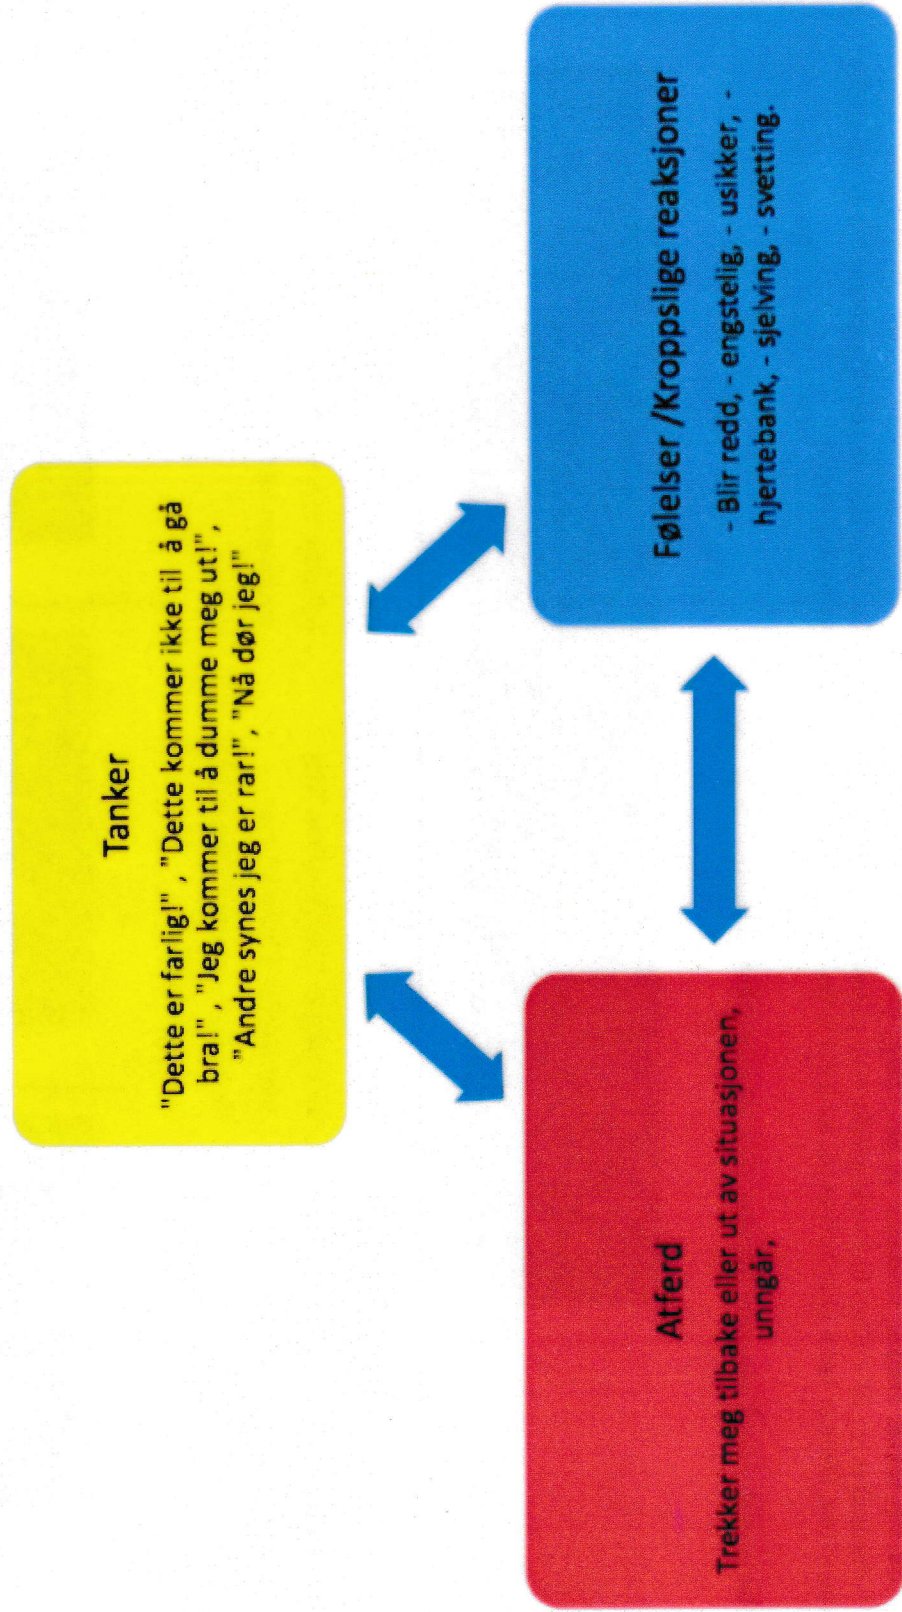 Tanker
"Dette er farlig!" , "Dette kommer ikke til å gå
bra!" , "Jeg kommer til å dumme meg ut!",
"Andre synes jeg er rar!", "Nå dør jeg!"
Atferd
Trekker meg tilbake eller ut av situasjonen,
unngår,
Følelser /Kroppslige reaksjoner
- Blir redd, - engstelig, - usikker, -
hjertebank, - sjelving, - svetting.